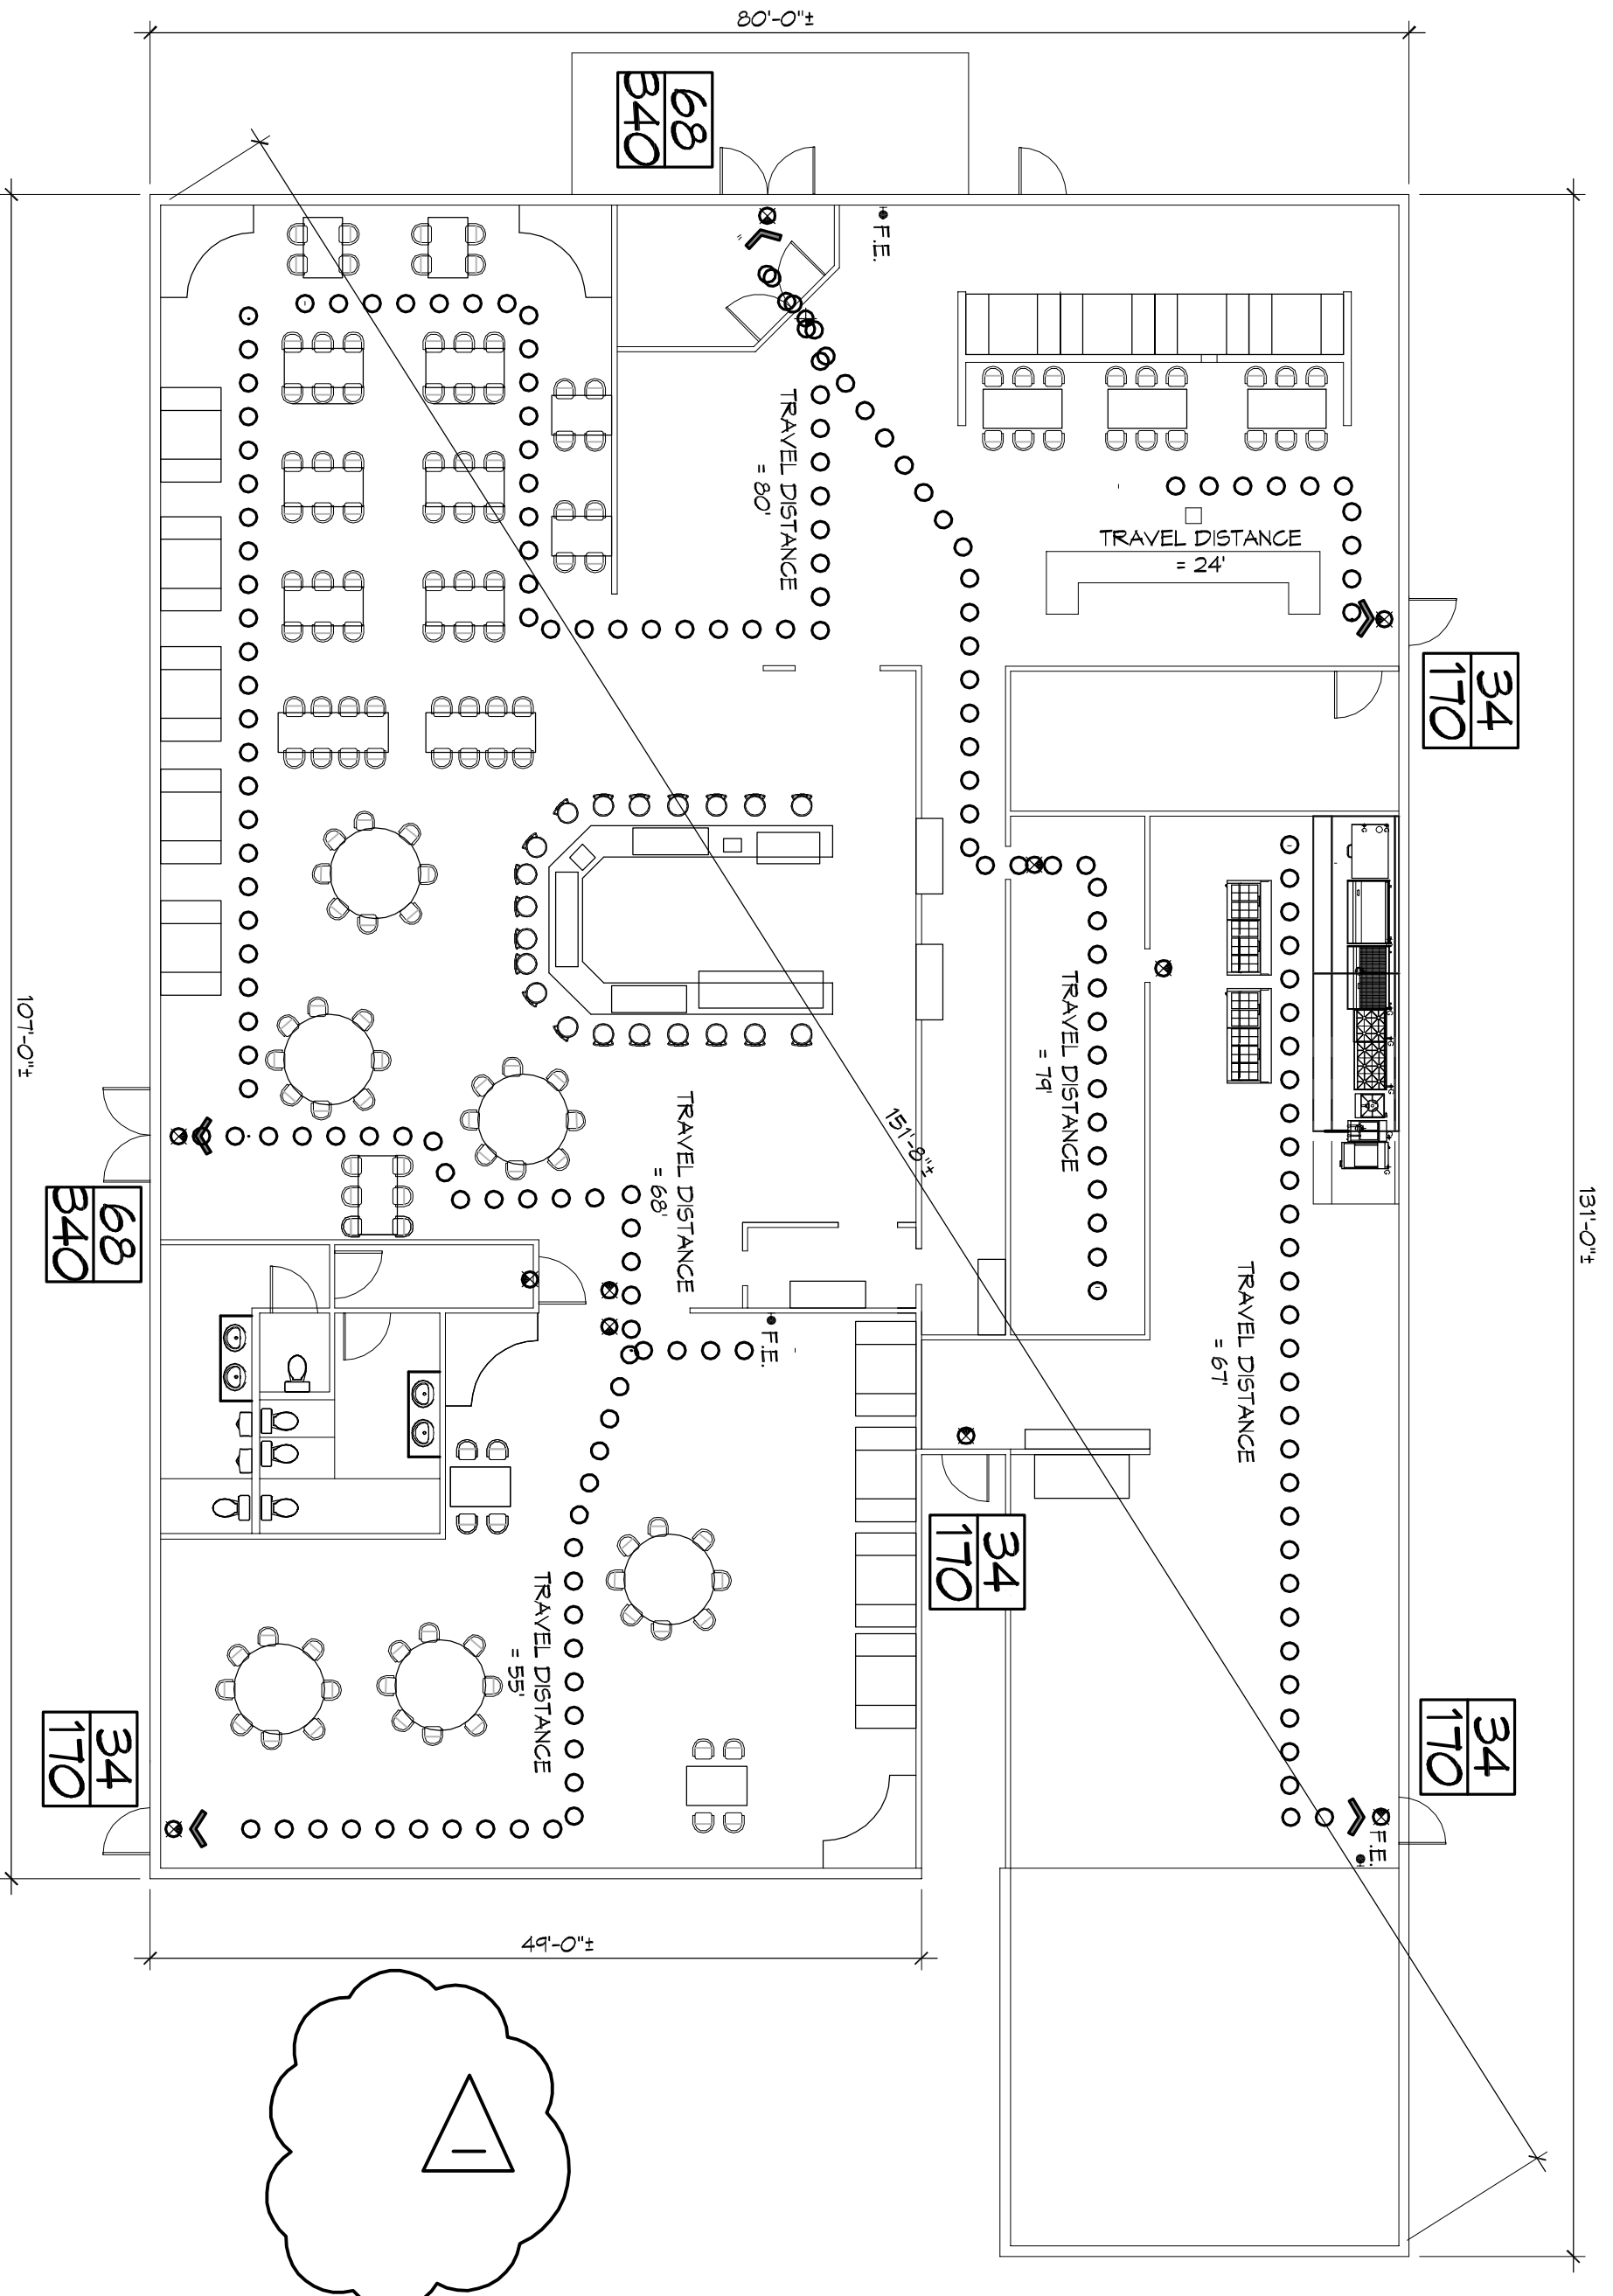 80'-0"±
68
340
F.E.
TRAVEL DISTANCE
= 80'
TRAVEL DISTANCE
= 24'
34
170
TRAVEL DISTANCE
= 79'
151'-8"±
107'-0"±
131'-0"±
68
340
TRAVEL DISTANCE
= 68'
F.E.
TRAVEL DISTANCE
= 67'
34
170
TRAVEL DISTANCE
= 55'
34
170
34
170
F.E.
49'-0"±
1